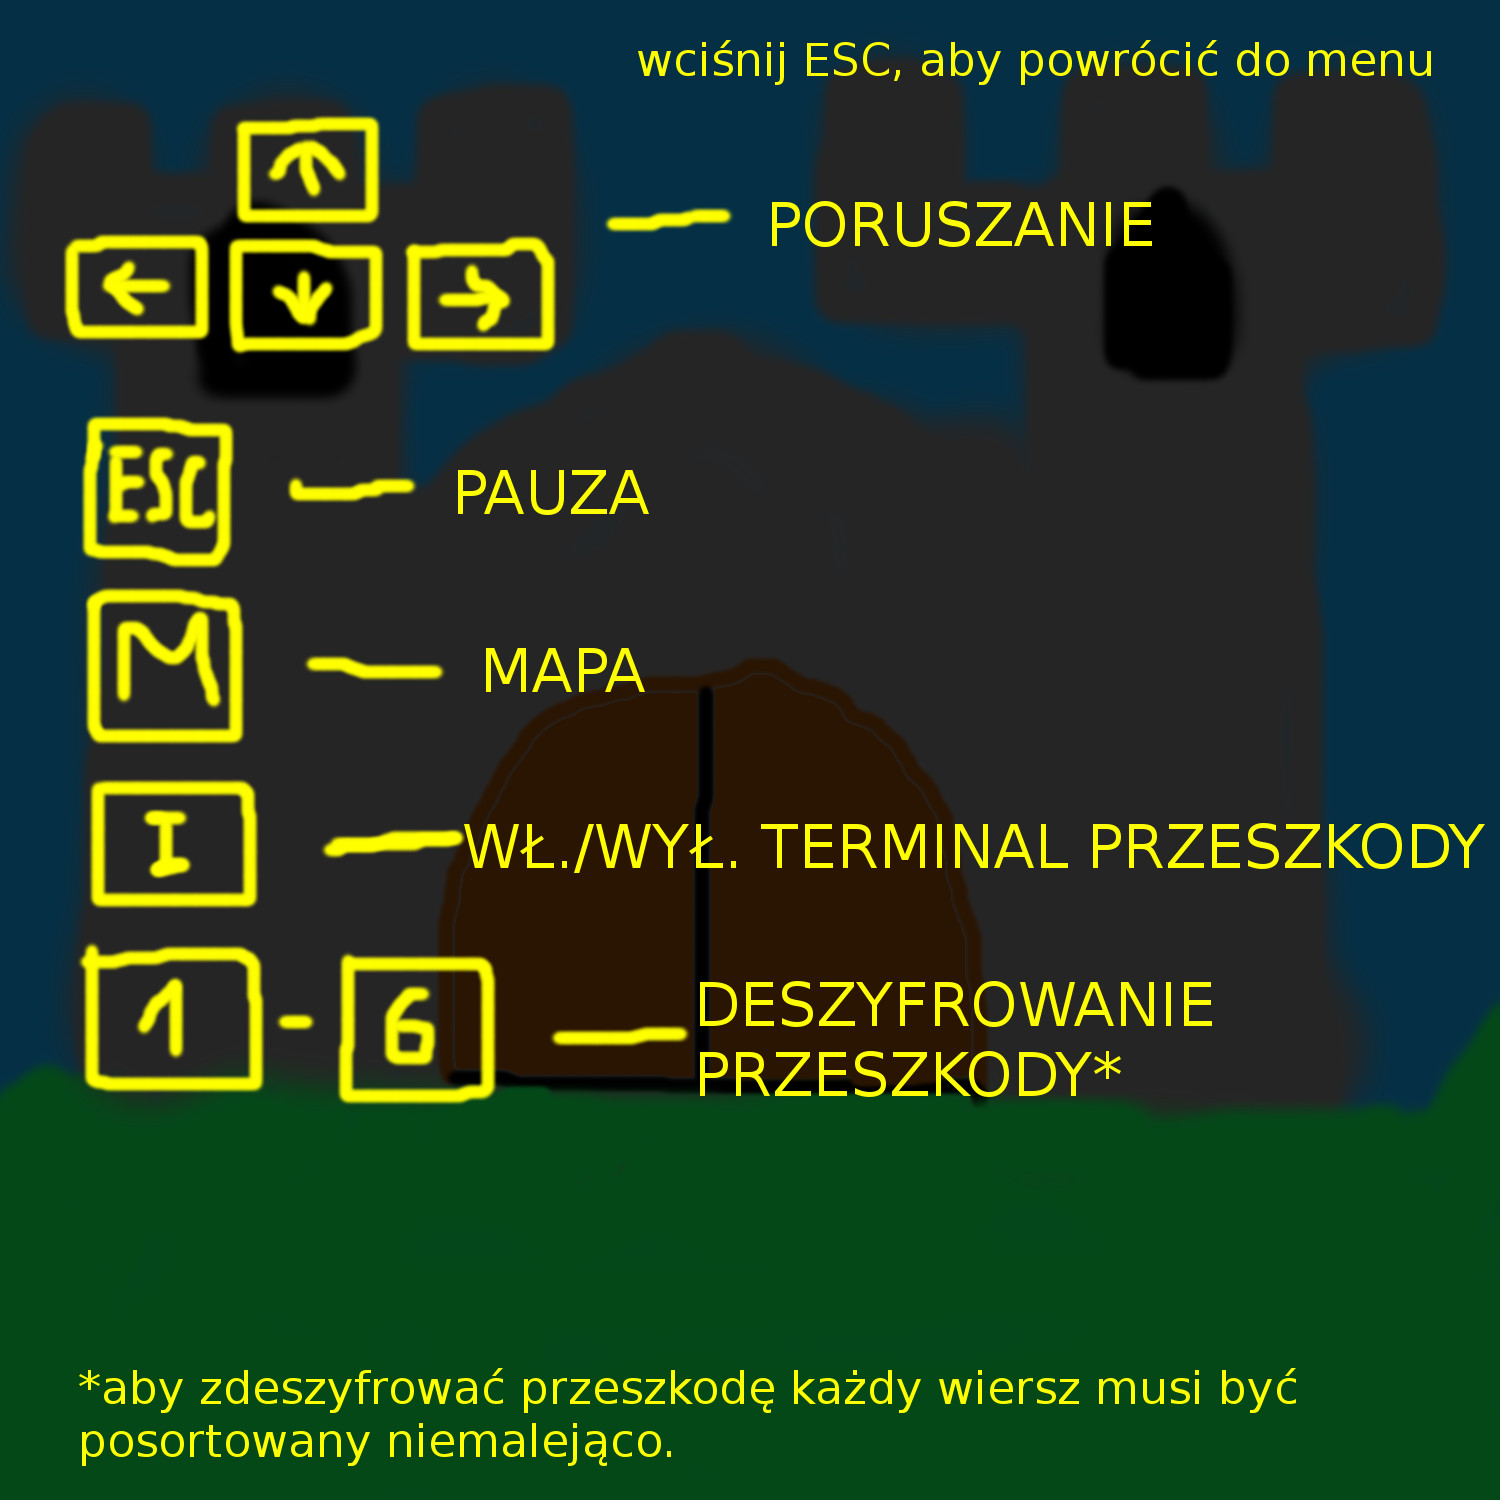 wciśnij ESC, aby powrócić do menu
↑
← ↓ → — PORUSZANIE
ESC — PAUZA
M — MAPA
I — WŁ./WYŁ. TERMINAL PRZESZKODY
1 - 6 — DESZYFROWANIE
PRZESZKODY*
*aby zdeszyfrować przeszkodę każdy wiersz musi być
posortowany niemalejąco.